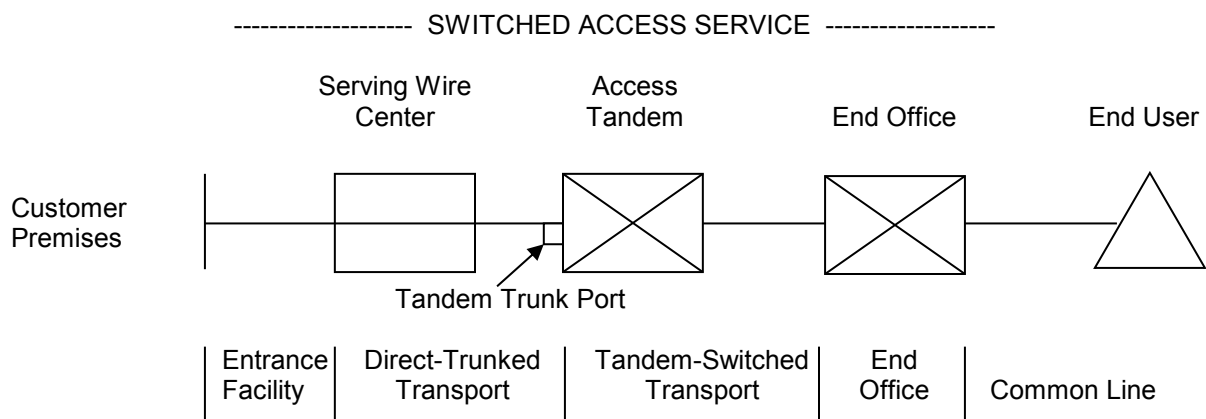 -------------------- SWITCHED ACCESS SERVICE -------------------
Serving Wire
Center
Access
Tandem
End Office
End User
Customer
Premises
Tandem Trunk Port
Entrance
Facility
Direct-Trunked
Transport
Tandem-Switched
Transport
End
Office
Common Line